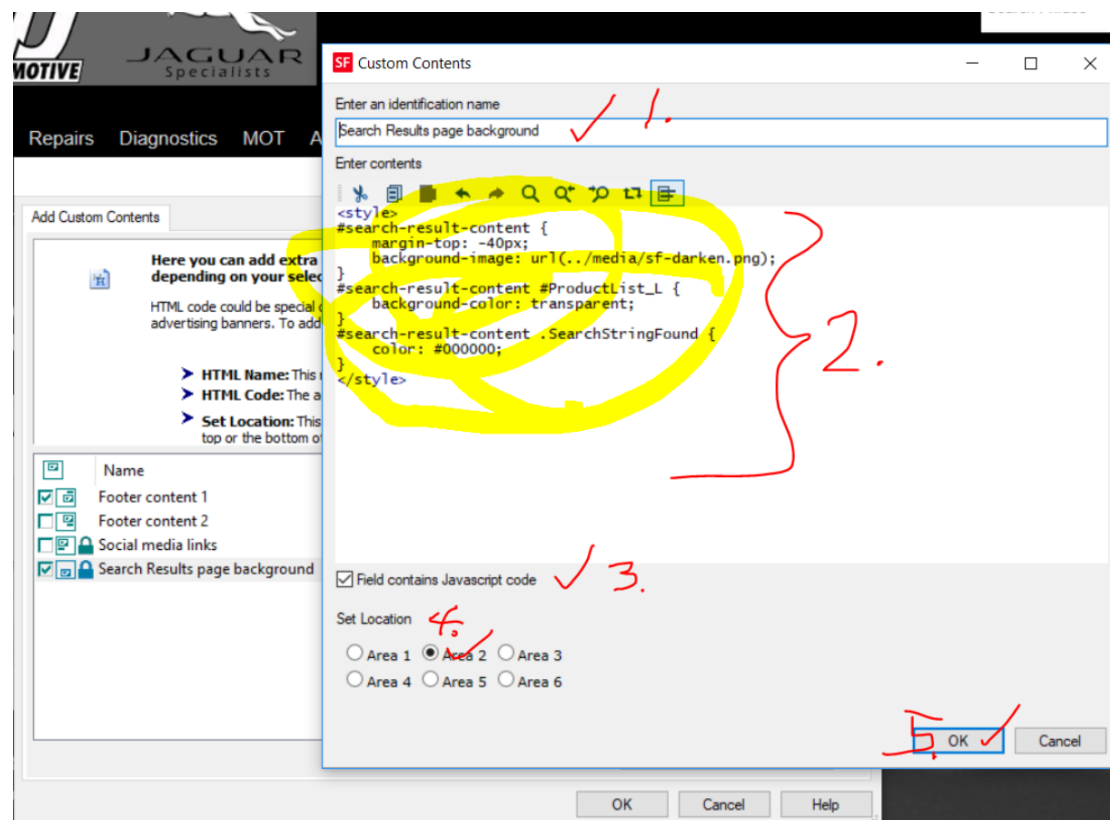 MOTIVE
JAGUAR
Specialists
Repairs Diagnostics MOT A
SF Custom Contents
Enter an identification name
1.
Search Results page background
Enter contents
<style>
#search-result-content {
margin-top: -40px;
background-image: url(../media/sf-darken.png);
}
#search-result-content #ProductList_L {
background-color: transparent;
}
#search-result-content .SearchStringFound {
color: #000000;
}
</style>
2.
Add Custom Contents
Here you can add extra
depending on your selec
HTML code could be special
advertising banners. To add
HTML Name: This
HTML Code: The a
Set Location: This
top or the bottom o
Name
Footer content 1
Footer content 2
Social media links
Search Results page background
Field contains Javascript code
3.
Set Location
4.
Area 1 Area 2 Area 3
Area 4 Area 5 Area 6
5.
OK Cancel
OK Cancel Help